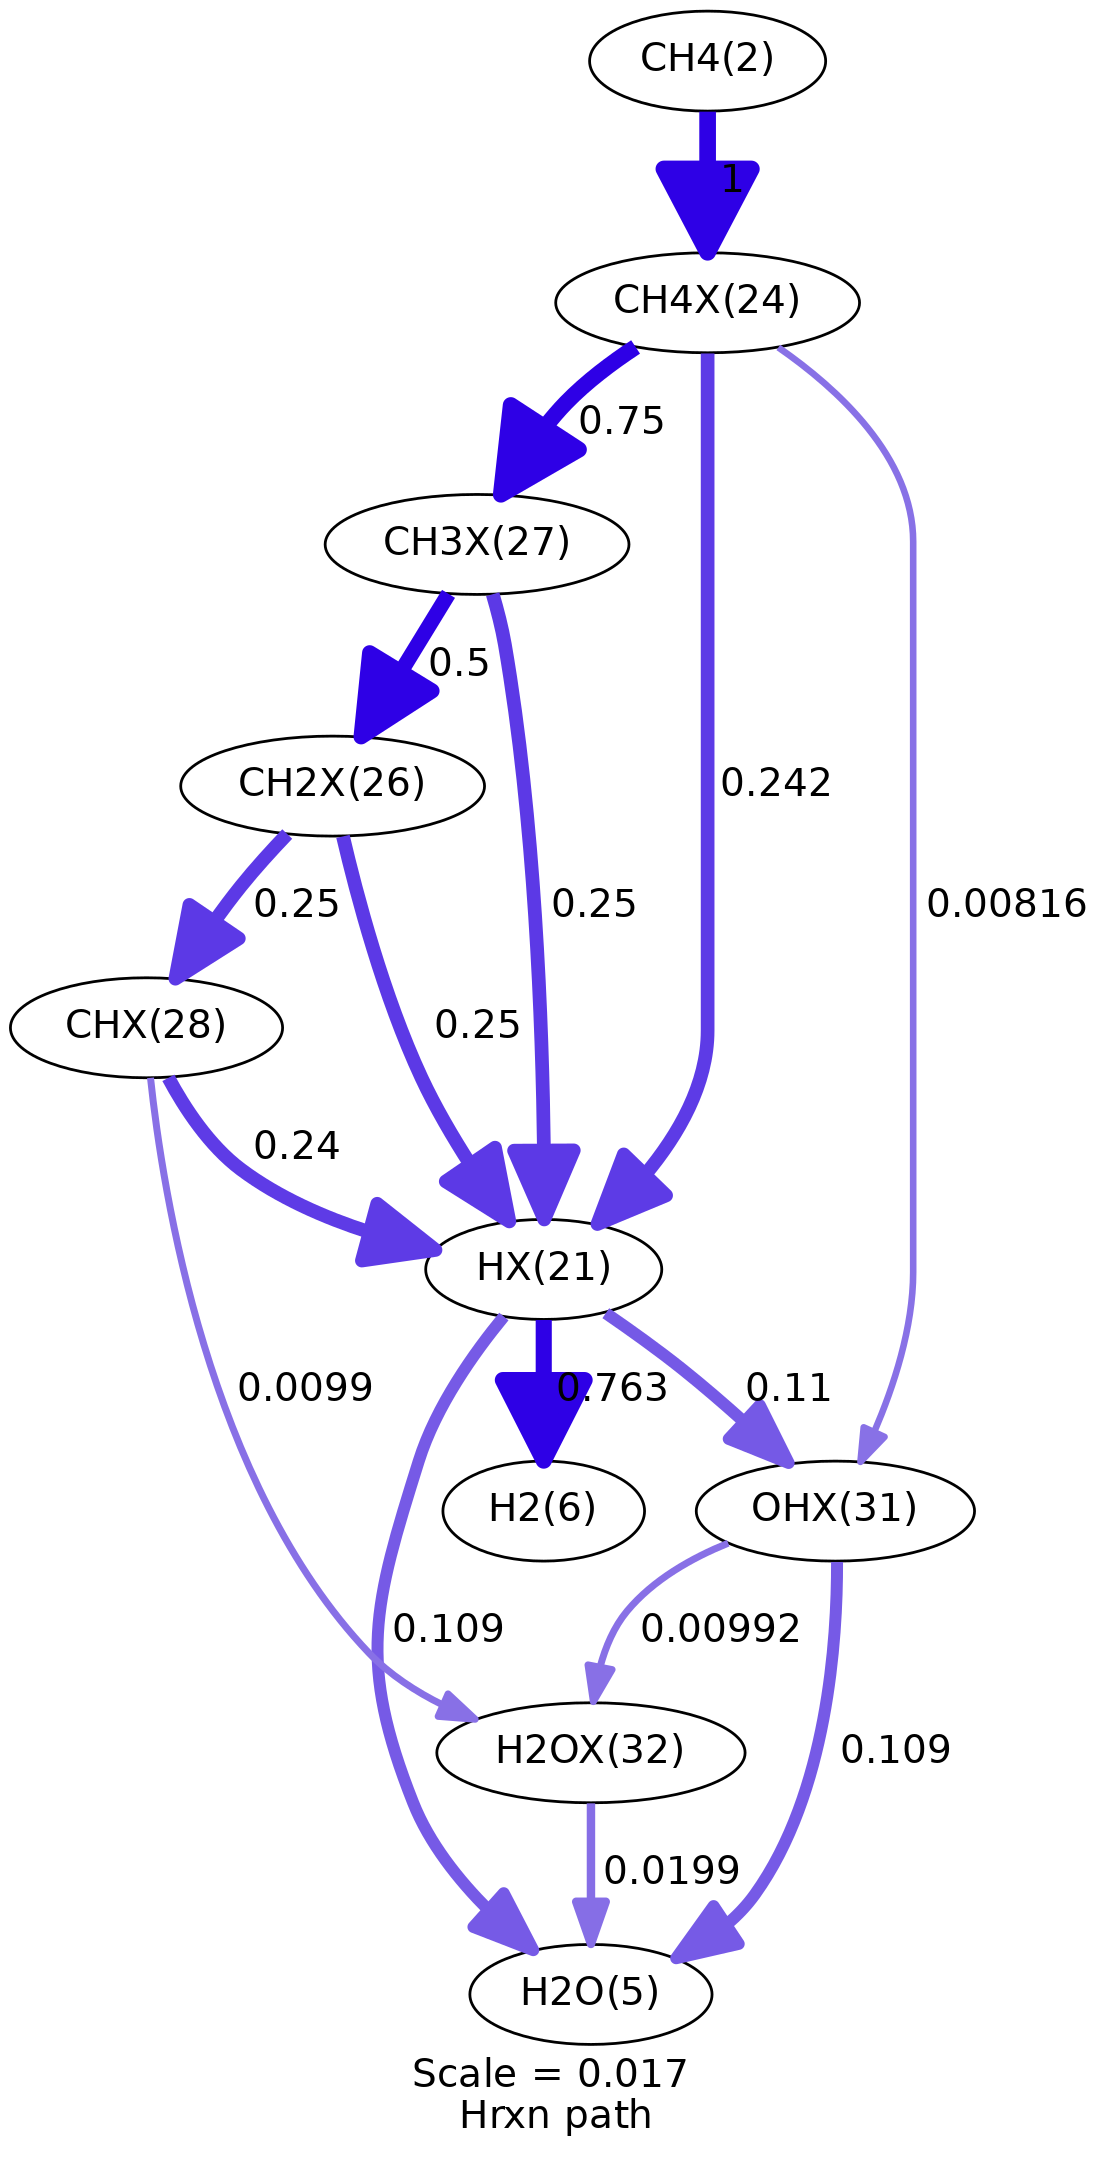 CH4(2)
1
CH4X(24)
0.75
CH3X(27)
0.5
0.242
CH2X(26)
0.25
0.25
0.00816
CHX(28)
0.25
0.24
HX(21)
0.0099
0.763
0.11
H2(6)
OHX(31)
0.109
0.00992
H2OX(32)
0.109
0.0199
H2O(5)
Scale = 0.017
Hrxn path